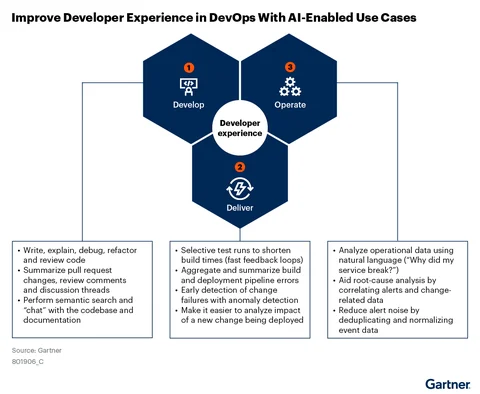 Improve Developer Experience in DevOps With AI-Enabled Use Cases
1
Develop
3
Operate
Developer
experience
2
Deliver
• Write, explain, debug, refactor
and review code
• Summarize pull request
changes, review comments
and discussion threads
• Perform semantic search and
“chat” with the codebase and
documentation
• Selective test runs to shorten
build times (fast feedback loops)
• Aggregate and summarize build
and deployment pipeline errors
• Early detection of change
failures with anomaly detection
• Make it easier to analyze impact
of a new change being deployed
• Analyze operational data using
natural language (“Why did my
service break?”)
• Aid root-cause analysis by
correlating alerts and change-
related data
• Reduce alert noise by
deduplicating and normalizing
event data
Source: Gartner
801906_C
Gartner